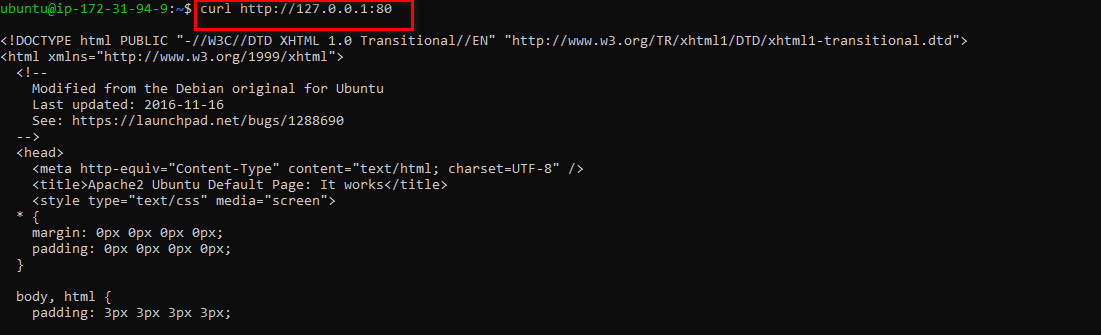 ubuntu@ip-172-31-94-9:~$ curl http://127.0.0.1:80
<!DOCTYPE html PUBLIC "-//W3C//DTD XHTML 1.0 Transitional//EN" "http://www.w3.org/TR/xhtml1/DTD/xhtml1-transitional.dtd">
<html xmlns="http://www.w3.org/1999/xhtml">
  <!--
    Modified from the Debian original for Ubuntu
    Last updated: 2016-11-16
    See: https://launchpad.net/bugs/1288690
  -->
  <head>
    <meta http-equiv="Content-Type" content="text/html; charset=UTF-8" />
    <title>Apache2 Ubuntu Default Page: It works</title>
    <style type="text/css" media="screen">
  * {
    margin: 0px 0px 0px 0px;
    padding: 0px 0px 0px 0px;
  }
  body, html {
    padding: 3px 3px 3px 3px;